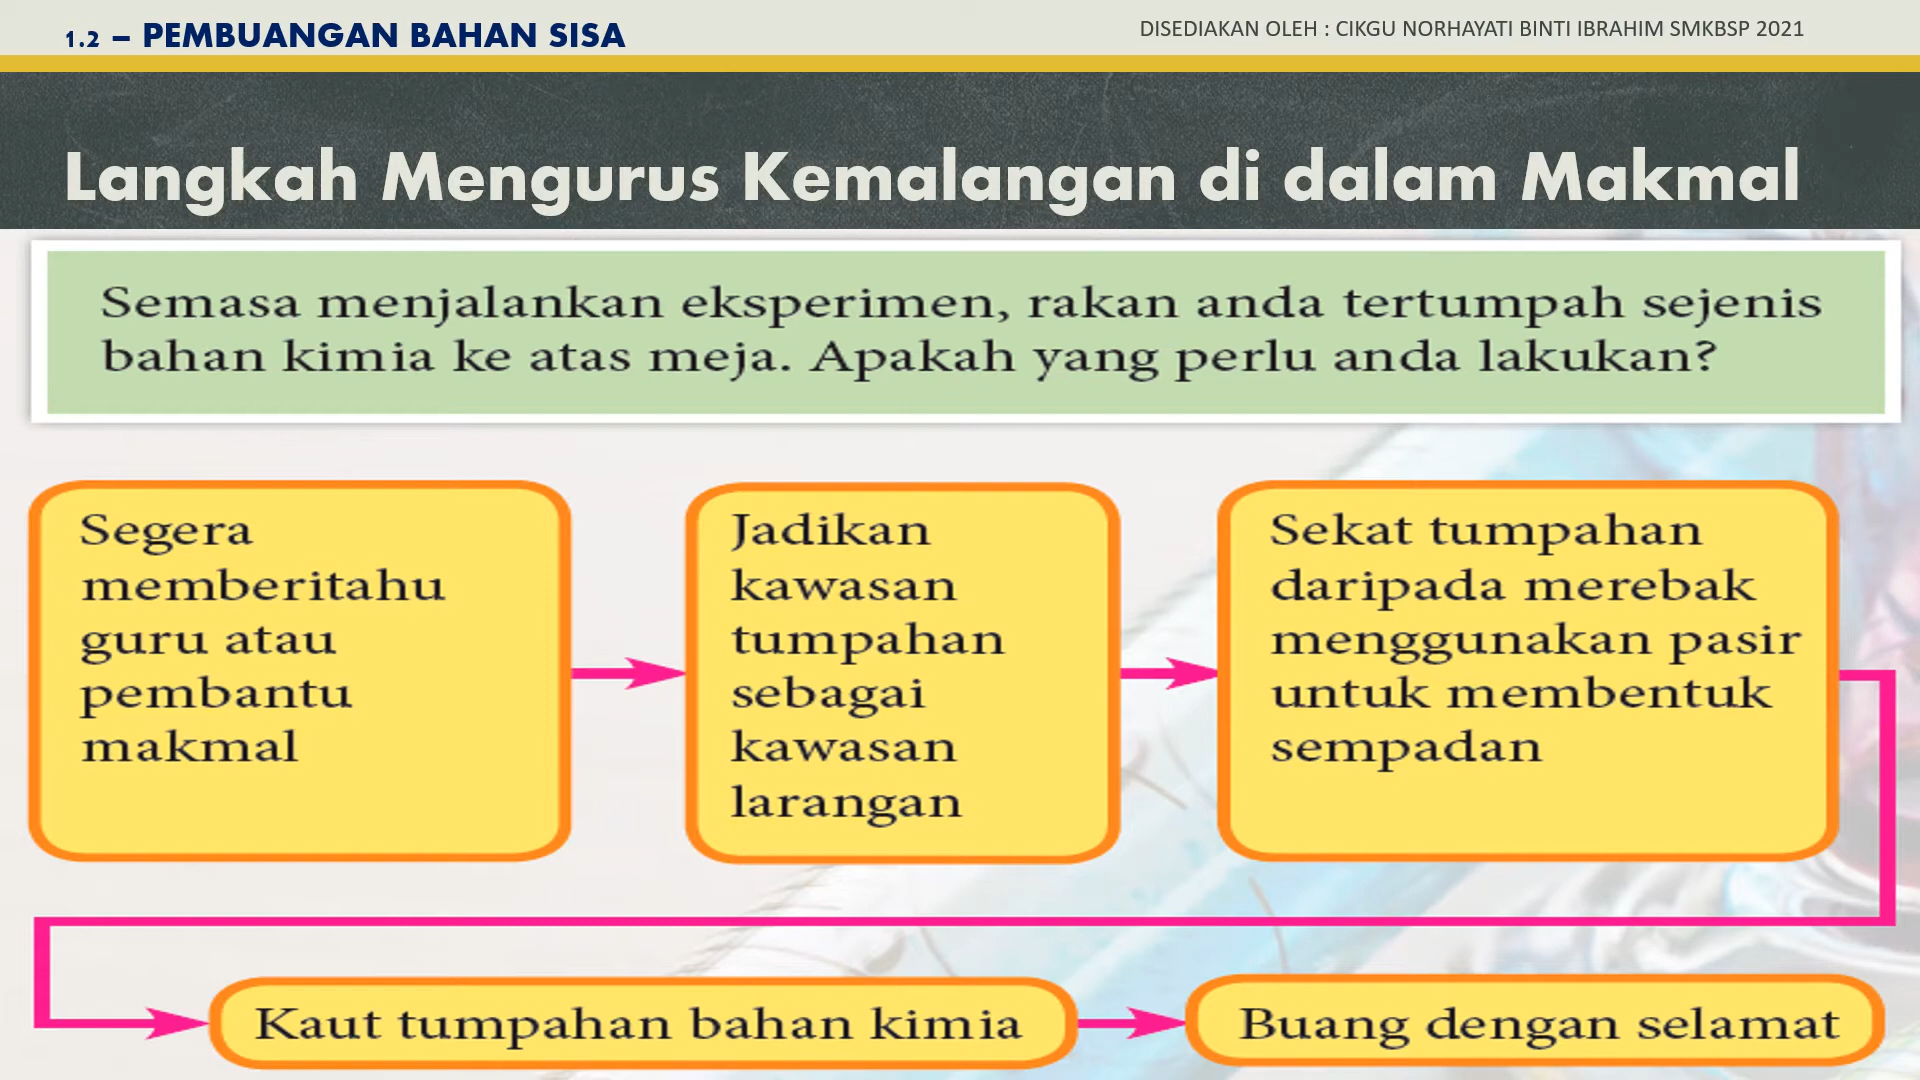 1.2 – PEMBUANGAN BAHAN SISA
DISEDIAKAN OLEH : CIKGU NORHAYATI BINTI IBRAHIM SMKBSP 2021
Langkah Mengurus Kemalangan di dalam Makmal
Semasa menjalankan eksperimen, rakan anda tertumpah sejenis
bahan kimia ke atas meja. Apakah yang perlu anda lakukan?
Segera
memberitahu
guru atau
pembantu
makmal
Jadikan
kawasan
tumpahan
sebagai
kawasan
larangan
Sekat tumpahan
daripada merebak
menggunakan pasir
untuk membentuk
sempadan
Kaut tumpahan bahan kimia
Buang dengan selamat